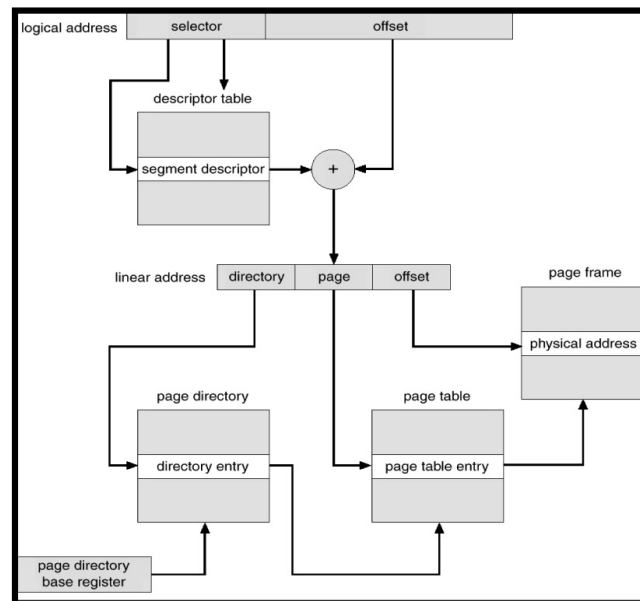 logical address selector offset
descriptor table
segment descriptor +
linear address directory page offset
page frame
physical address
page directory page table
directory entry page table entry
page directory
base register